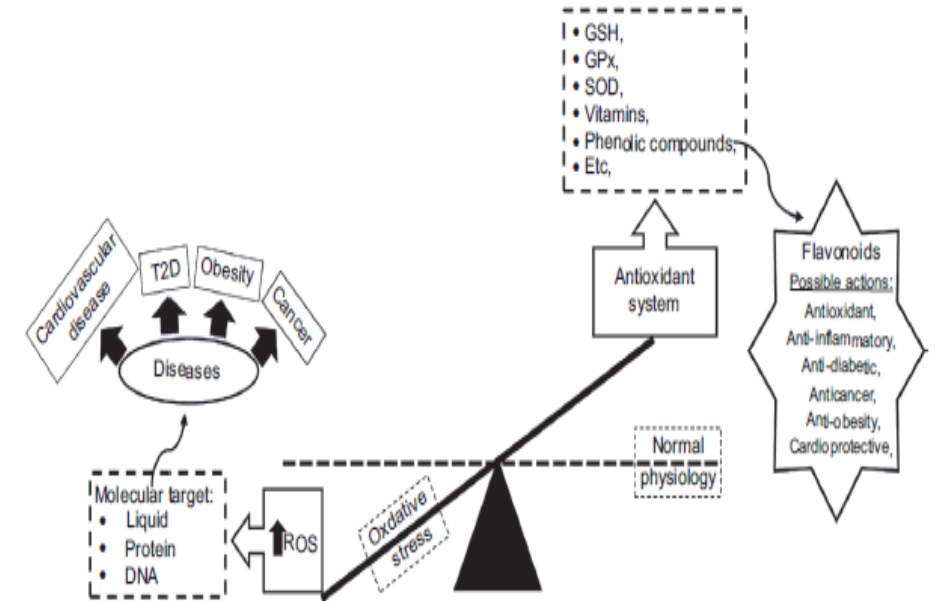 • GSH,
• GPx,
• SOD,
• Vitamins,
• Phenolic compounds,
• Etc,
Antioxidant
system
Flavonoids
Possible actions:
Antioxidant,
Anti-inflammatory,
Anti-diabetic,
Anticancer,
Anti-obesity,
Cardioprotective,
Cardiovascular
disease
T2D
Obesity
Cancer
Diseases
Normal
physiology
Molecular target:
• Liquid
• Protein
• DNA
ROS
Oxdative
stress